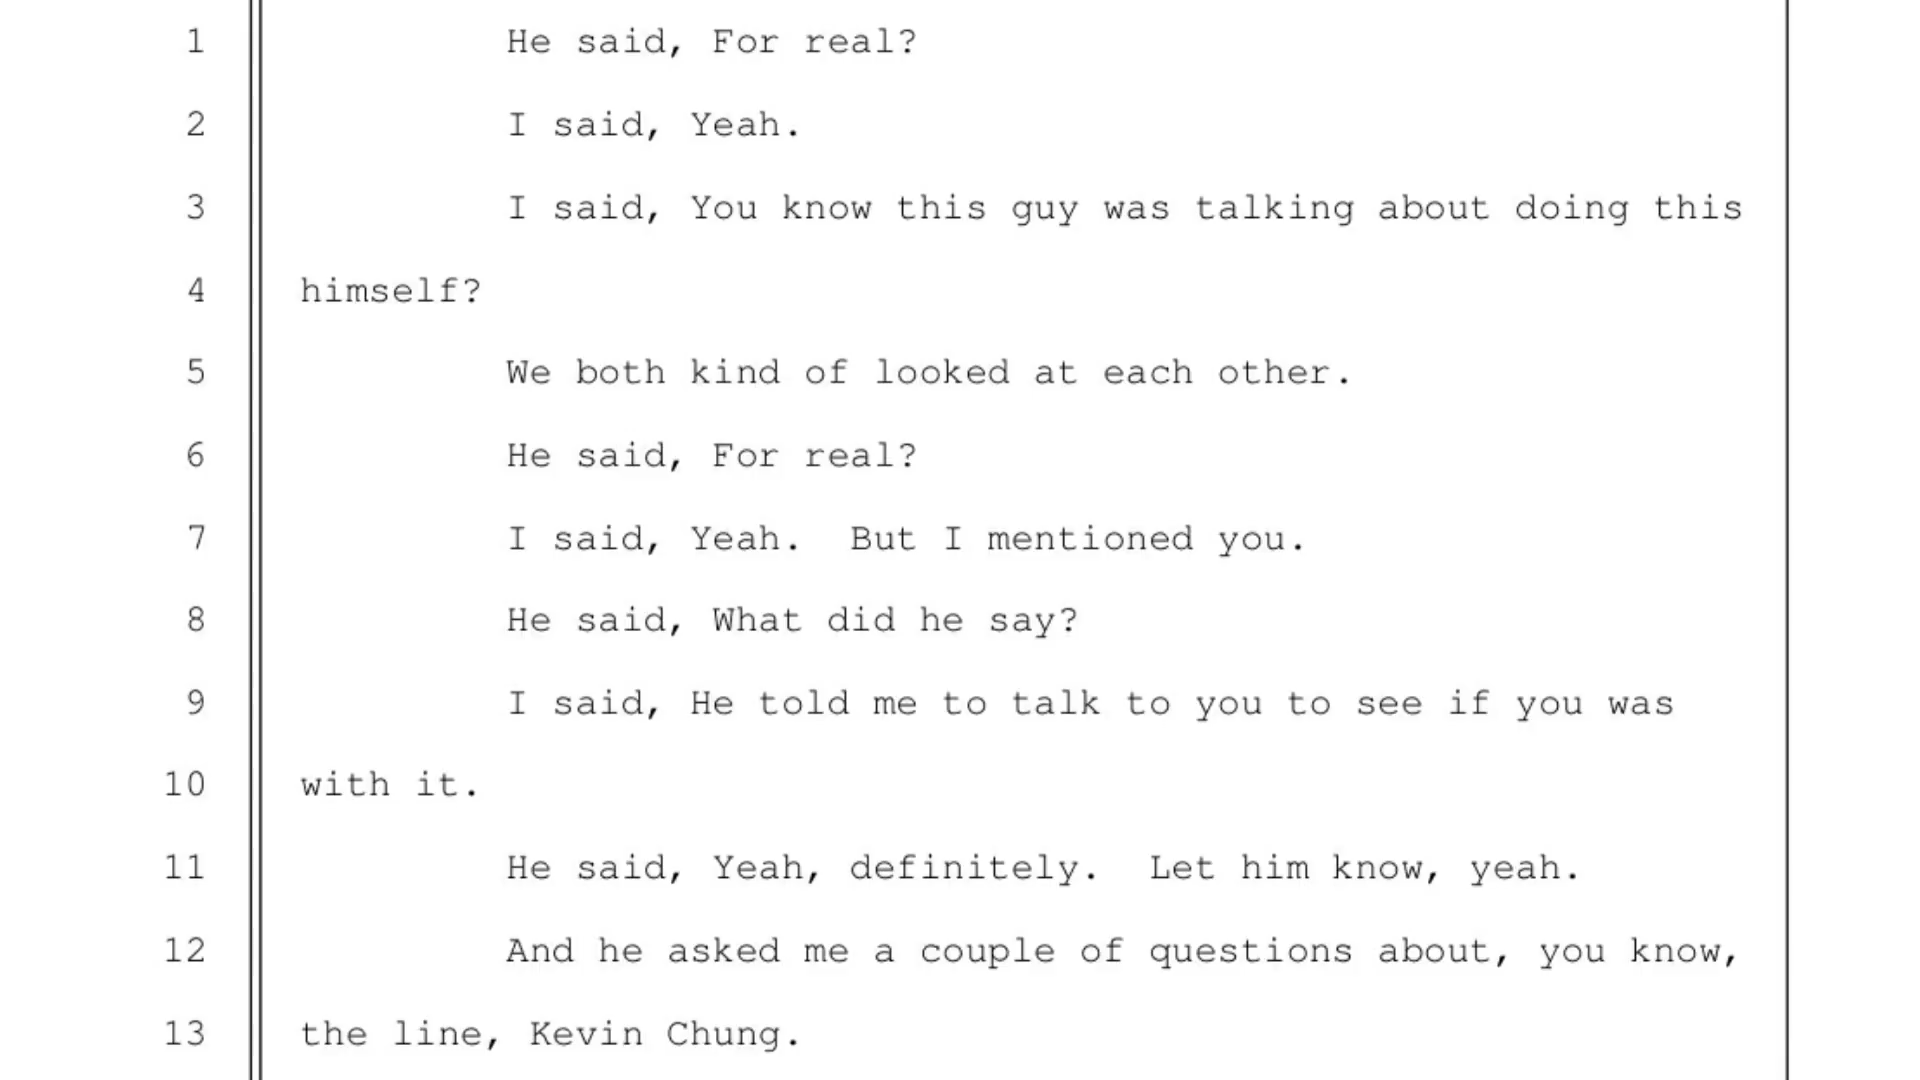 1 He said, For real?
2 I said, Yeah.
3 I said, You know this guy was talking about doing this
4 himself?
5 We both kind of looked at each other.
6 He said, For real?
7 I said, Yeah.  But I mentioned you.
8 He said, What did he say?
9 I said, He told me to talk to you to see if you was
10 with it.
11 He said, Yeah, definitely.  Let him know, yeah.
12 And he asked me a couple of questions about, you know,
13 the line, Kevin Chung.